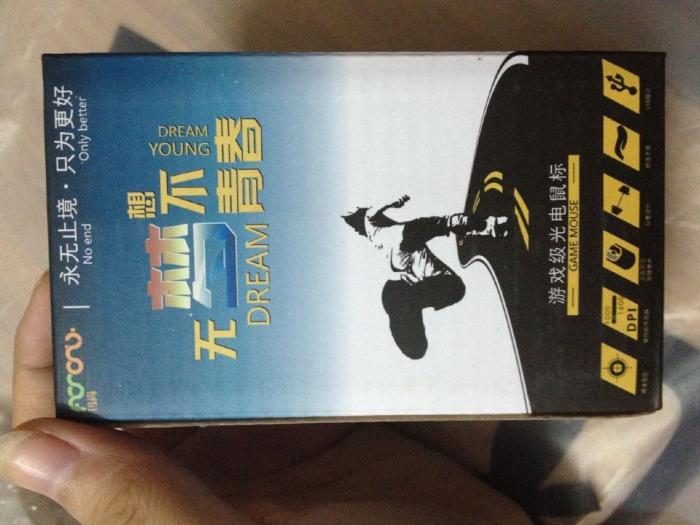 永无止境·只为更好
No end
Only better
DREAM
YOUNG
无梦想不
DREAM 青春
游戏级光电鼠标
GAME MOUSE
1000
DPI